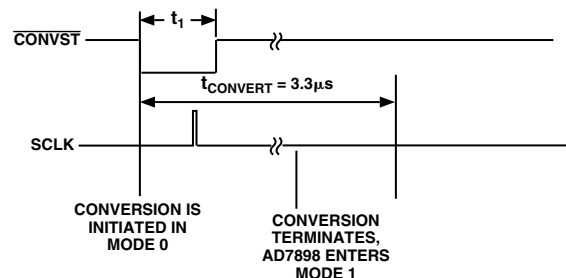 t1
CONVST
tCONVERT = 3.3µs
SCLK
CONVERSION IS
INITIATED IN
MODE 0
CONVERSION
TERMINATES,
AD7898 ENTERS
MODE 1